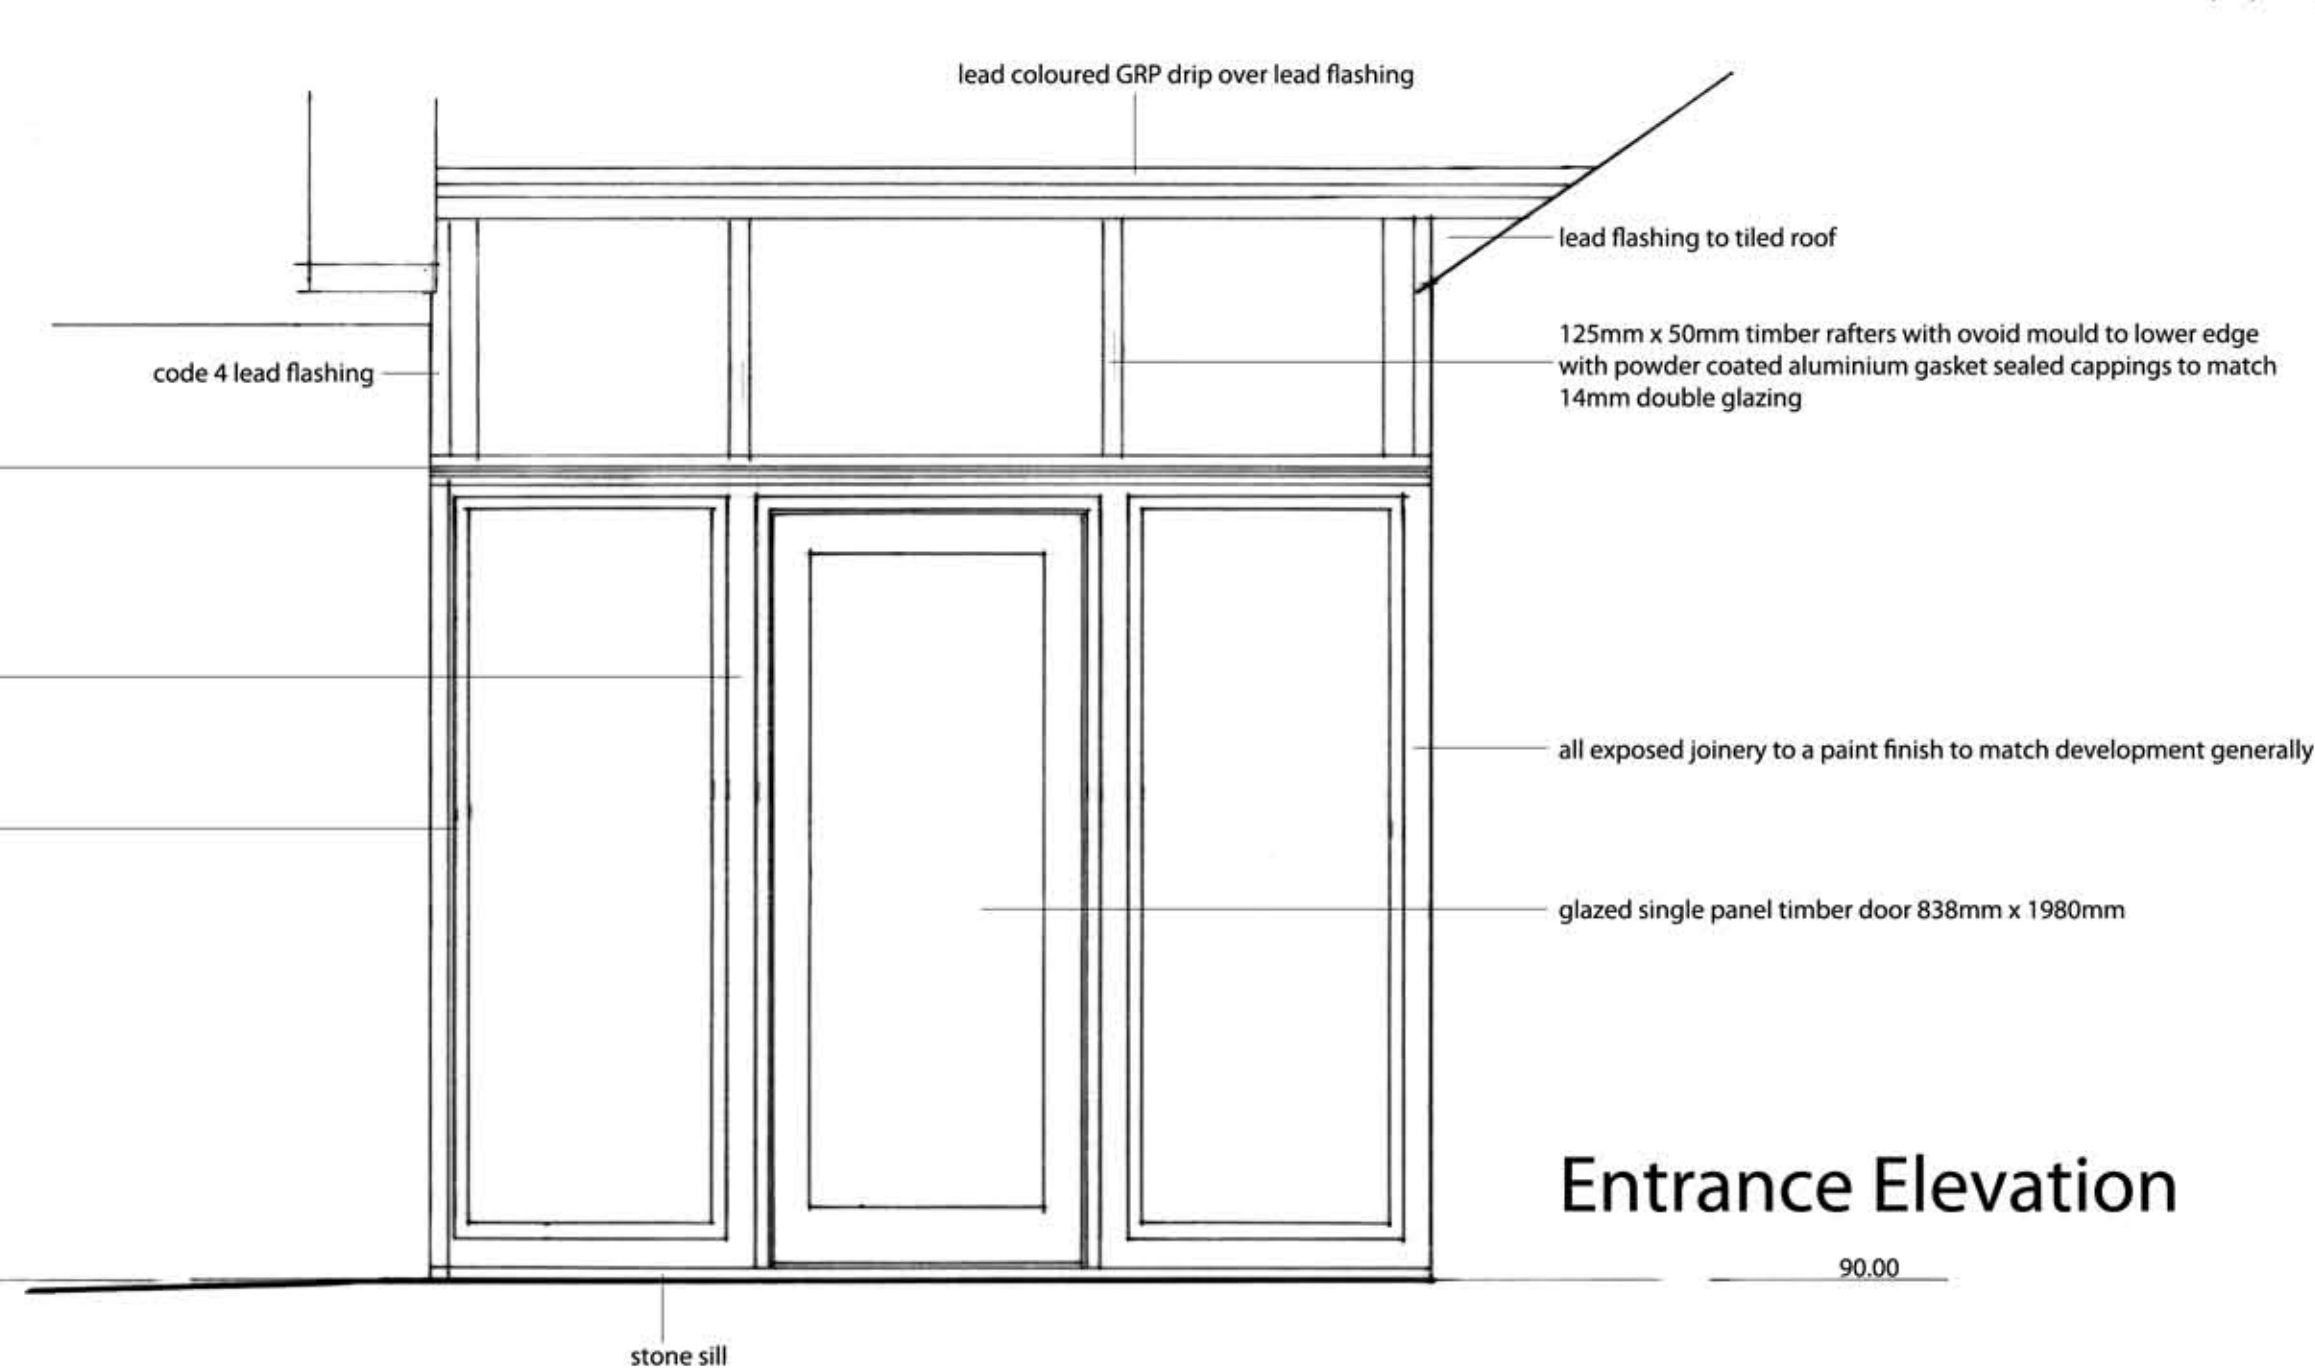 lead coloured GRP drip over lead flashing
lead flashing to tiled roof
125mm x 50mm timber rafters with ovoid mould to lower edge
with powder coated aluminium gasket sealed cappings to match
14mm double glazing
code 4 lead flashing
all exposed joinery to a paint finish to match development generally
glazed single panel timber door 838mm x 1980mm
Entrance Elevation
90.00
stone sill